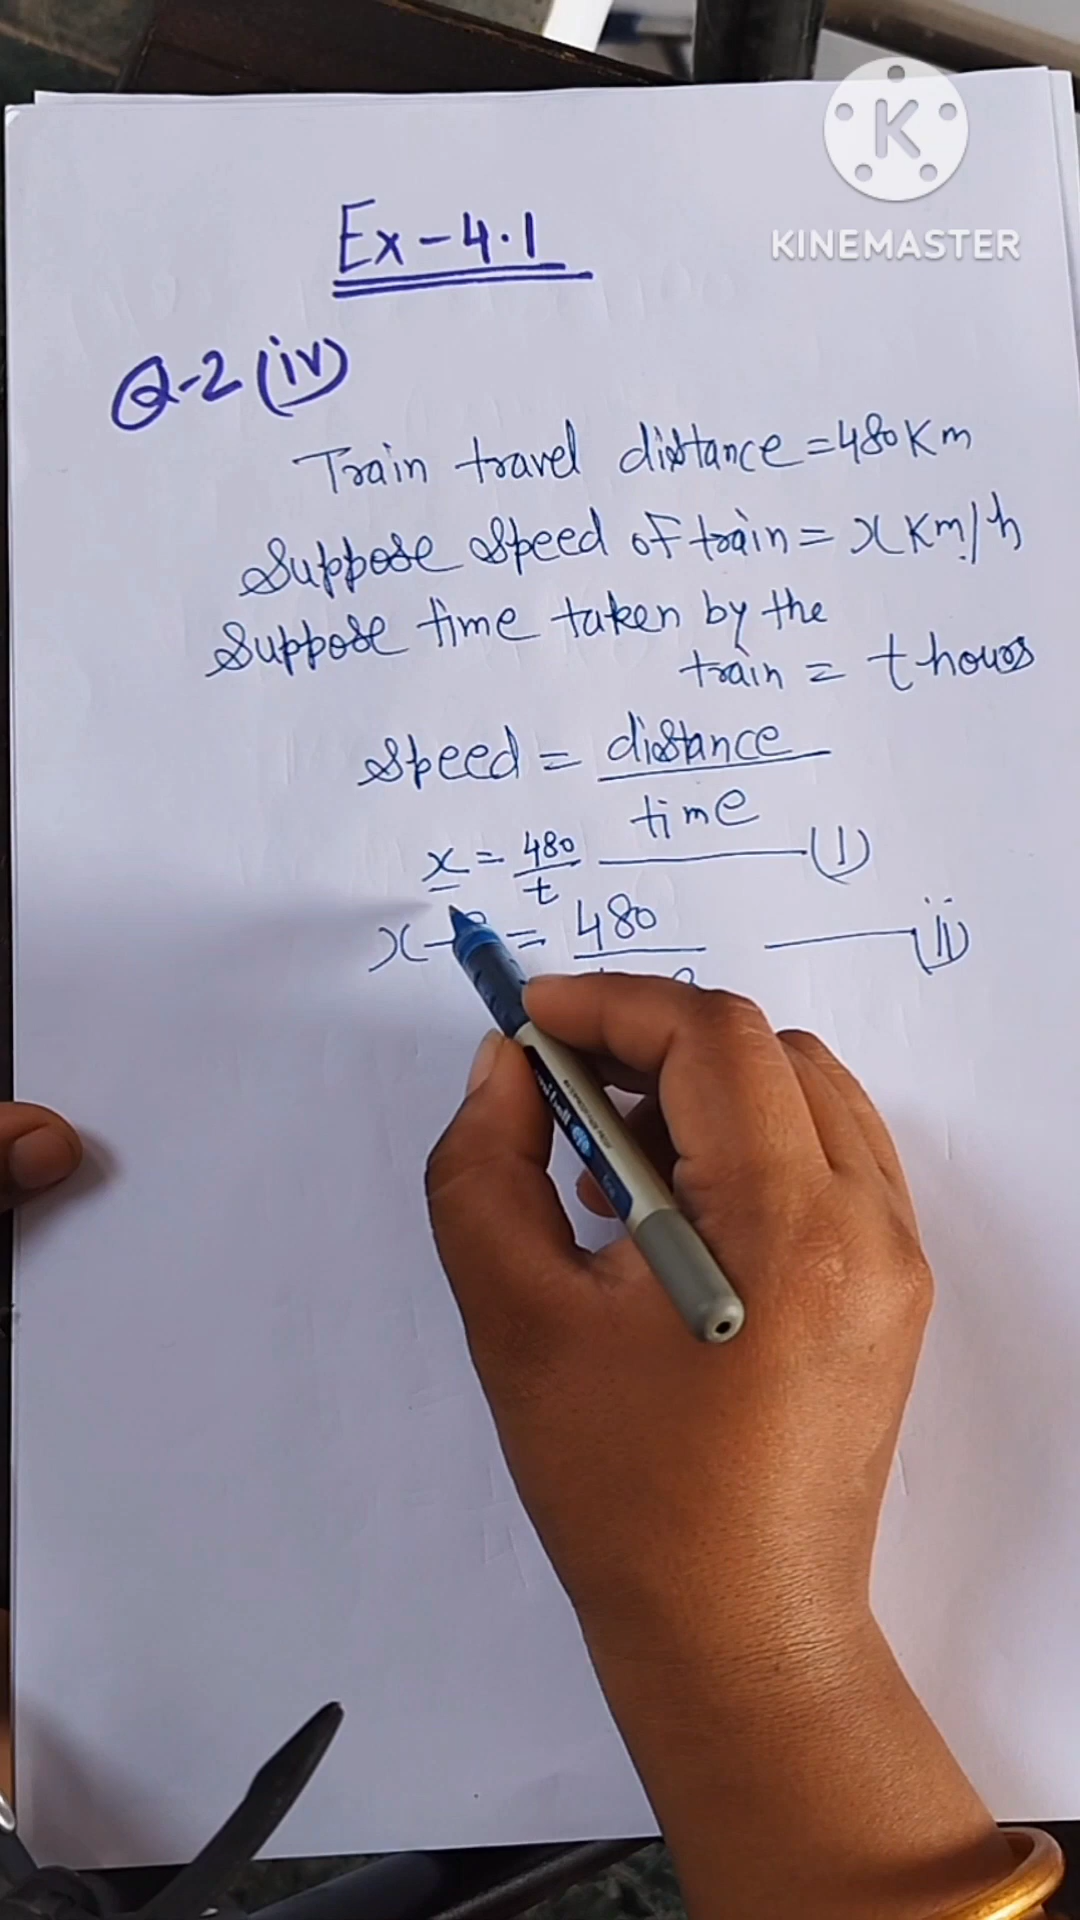 K
KINEMASTER
Ex-4.1
Q-2 (iv)
Train travel distance = 480 Km
Suppose speed of train = x Km/h
Suppose time taken by the
train = t hours
Speed = distance
time
x = 480 / t (I)
x - = 480 (ii)